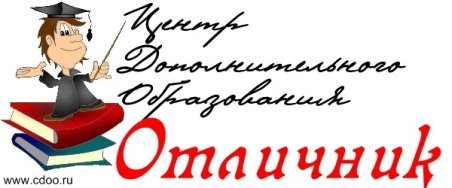 Центр
Дополнительного
Образования
Отличник
www.cdoo.ru